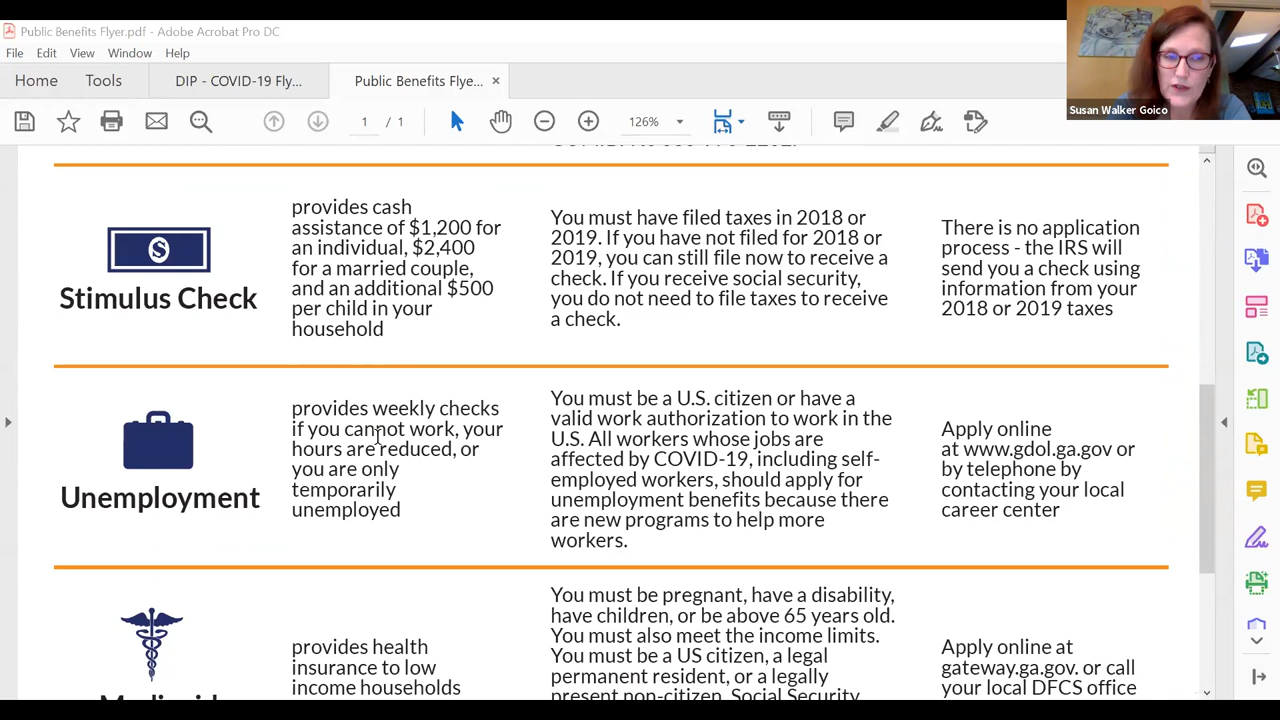 Public Benefits Flyer.pdf - Adobe Acrobat Pro DC
File Edit View Window Help
Home Tools DIP - COVID-19 Fly... Public Benefits Flye... ×
1 / 1 126%
Susan Walker Goico
provides cash
assistance of $1,200 for
an individual, $2,400
for a married couple,
and an additional $500
per child in your
household
Stimulus Check
You must have filed taxes in 2018 or
2019. If you have not filed for 2018 or
2019, you can still file now to receive a
check. If you receive social security,
you do not need to file taxes to receive
a check.
There is no application
process - the IRS will
send you a check using
information from your
2018 or 2019 taxes
Unemployment
provides weekly checks
if you cannot work, your
hours are reduced, or
you are only
temporarily
unemployed
You must be a U.S. citizen or have a
valid work authorization to work in the
U.S. All workers whose jobs are
affected by COVID-19, including self-
employed workers, should apply for
unemployment benefits because there
are new programs to help more
workers.
Apply online
at www.gdol.ga.gov or
by telephone by
contacting your local
career center
provides health
insurance to low
income households
You must be pregnant, have a disability,
have children, or be above 65 years old.
You must also meet the income limits.
You must be a US citizen, a legal
permanent resident, or a legally
present non-citizen. Social Security
Apply online at
gateway.ga.gov. or call
your local DFCS office